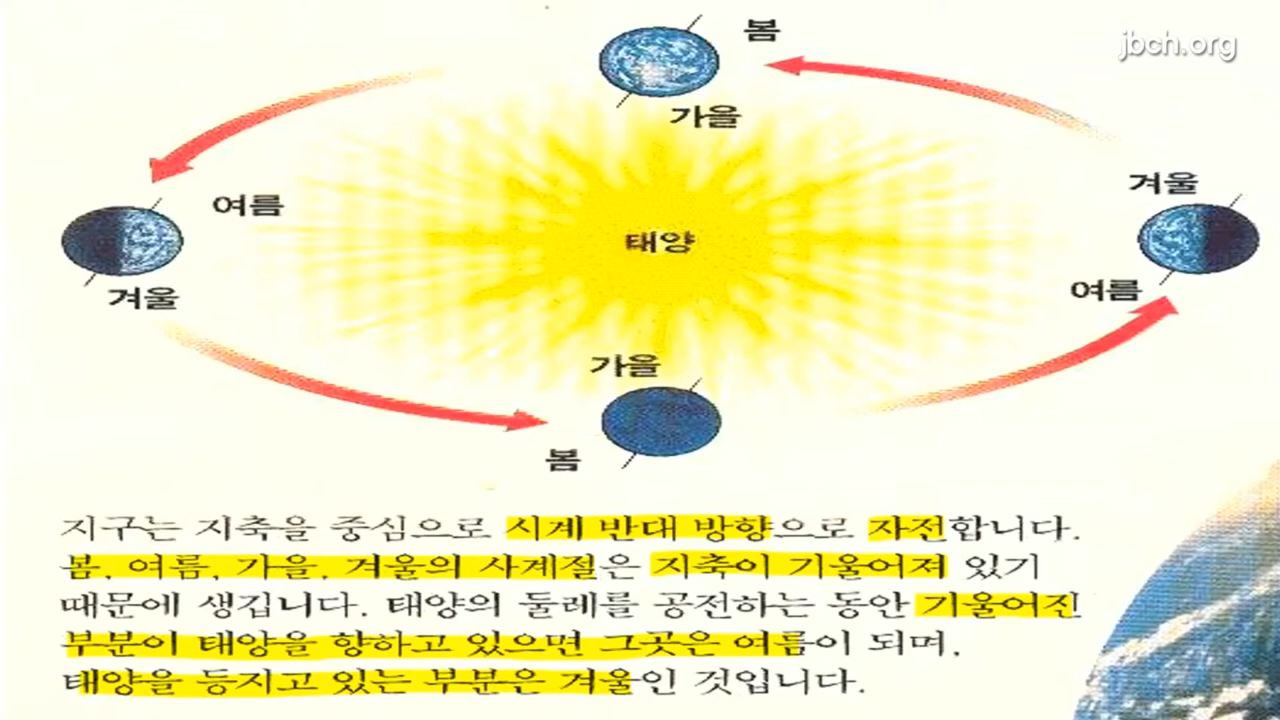 봄
jbch.org
가을
겨울
여름
태양
여름
겨울
가을
봄
지구는 지축을 중심으로 시계 반대 방향으로 자전합니다.
봄, 여름, 가을, 겨울의 사계절은 지축이 기울어져 있기
때문에 생깁니다. 태양의 둘레를 공전하는 동안 기울어진
부분이 태양을 향하고 있으면 그곳은 여름이 되며,
태양을 등지고 있는 부분은 겨울인 것입니다.